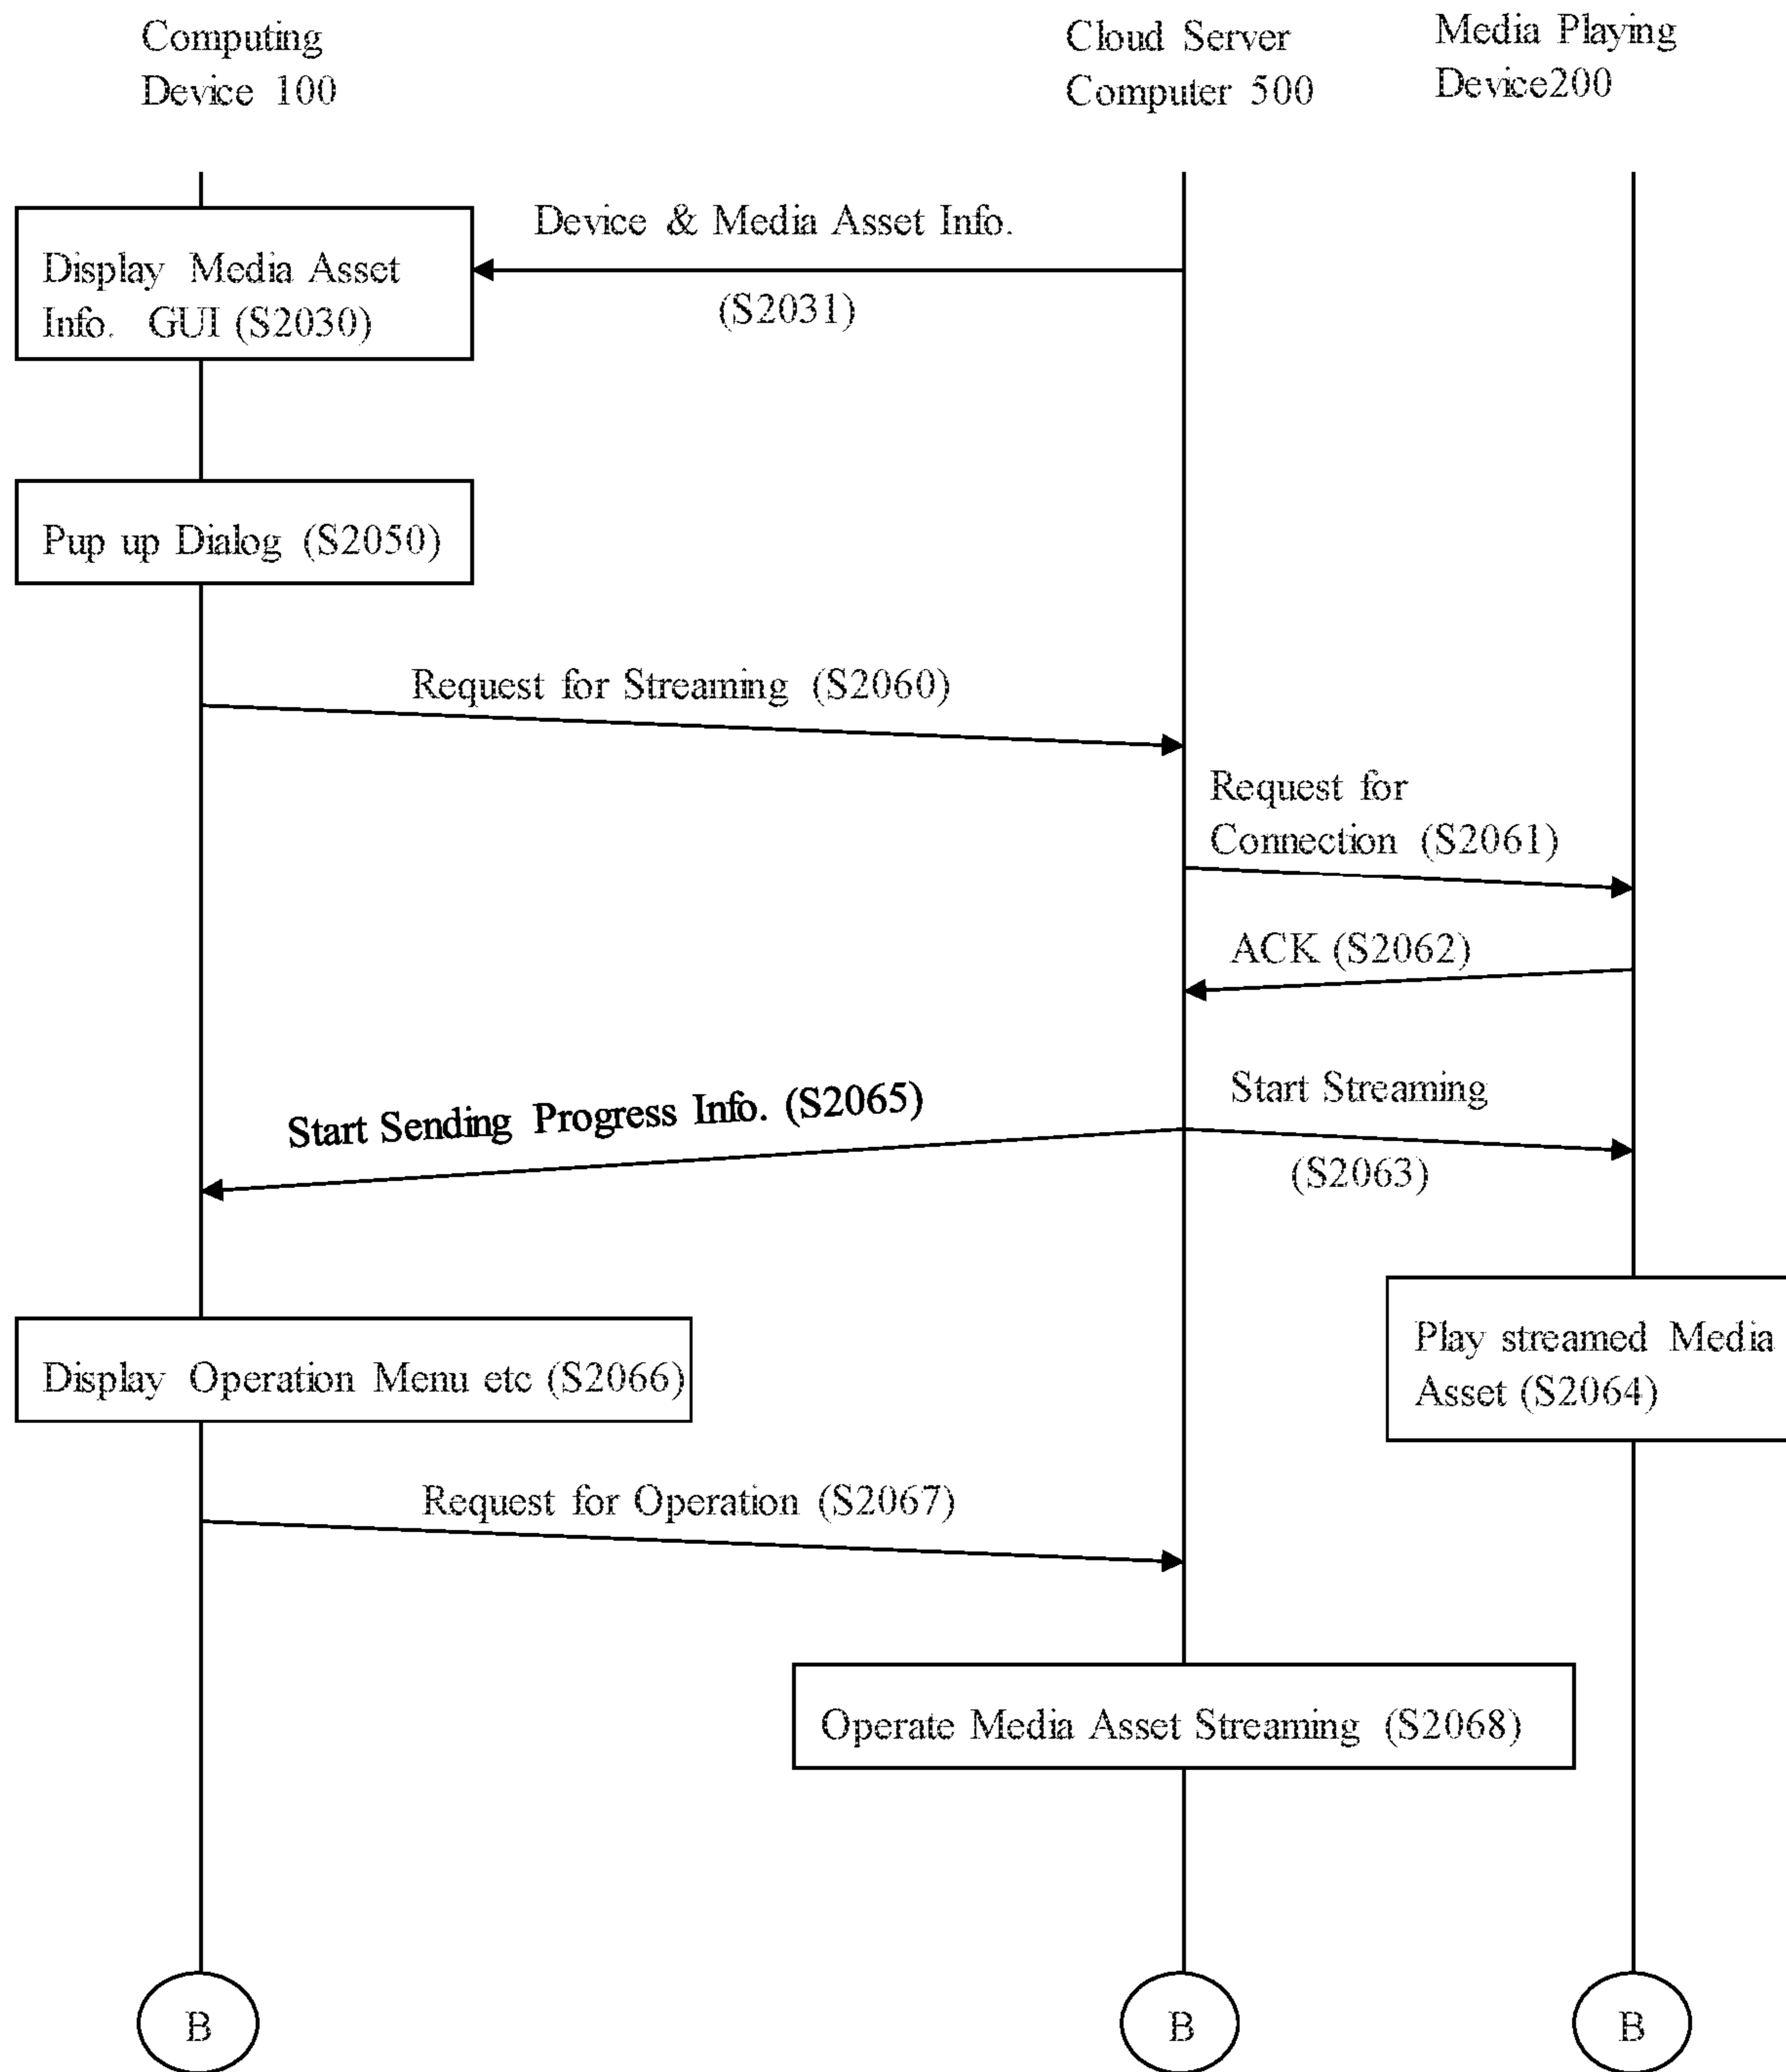 Computing
Device 100
Cloud Server
Computer 500
Media Playing
Device200
Device & Media Asset Info.
(S2031)
Display Media Asset
Info. GUI (S2030)
Pup up Dialog (S2050)
Request for Streaming (S2060)
Request for
Connection (S2061)
ACK (S2062)
Start Sending Progress Info. (S2065)
Start Streaming
(S2063)
Play streamed Media
Asset (S2064)
Display Operation Menu etc (S2066)
Request for Operation (S2067)
Operate Media Asset Streaming (S2068)
B
B
B